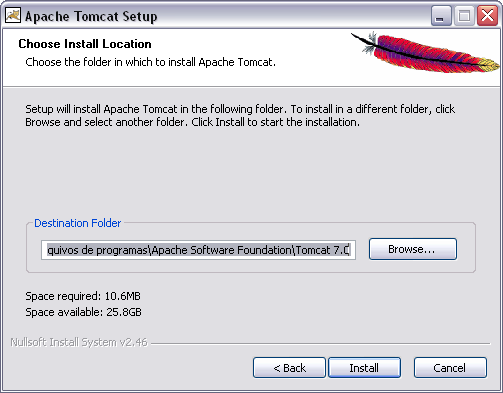 Apache Tomcat Setup
Choose Install Location
Choose the folder in which to install Apache Tomcat.
Setup will install Apache Tomcat in the following folder. To install in a different folder, click
Browse and select another folder. Click Install to start the installation.
Destination Folder
quivos de programas\Apache Software Foundation\Tomcat 7.0
Browse...
Space required: 10.6MB
Space available: 25.8GB
Nullsoft Install System v2.46
< Back
Install
Cancel